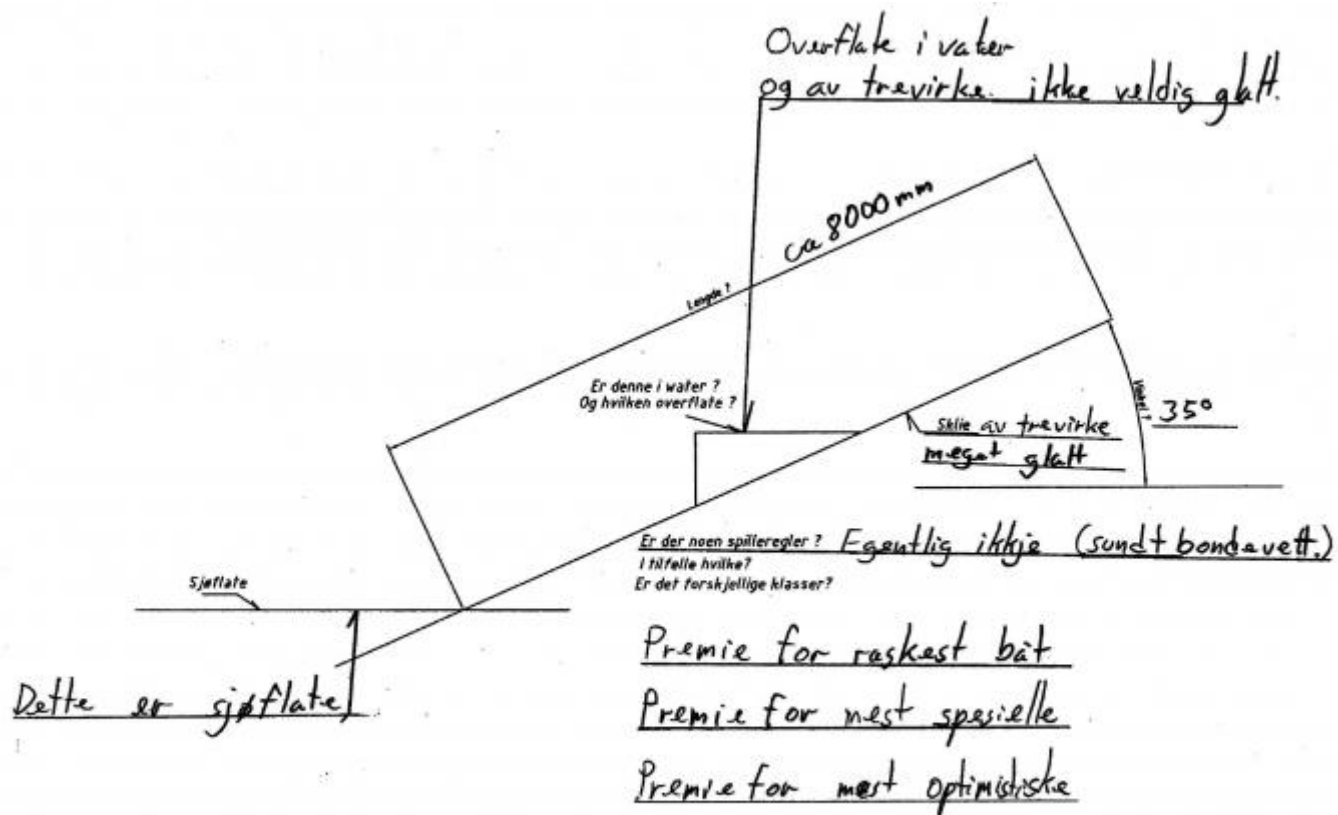 Overflate i vater
og av trevirke. ikke veldig glatt.
ca 8000 mm
Lengde ?
Er denne i water ?
Og hvilken overflate ?
Vinkel ?
35°
Sklie av trevirke
meget glatt
Er der noen spilleregler ? Egentlig ikkje (sundt bondevett.)
I tilfelle hvilke?
Er det forskjellige klasser?
Sjøflate
Premie for raskest båt
Dette er sjøflate
Premie for mest spesielle
Premie for mest optimistiske